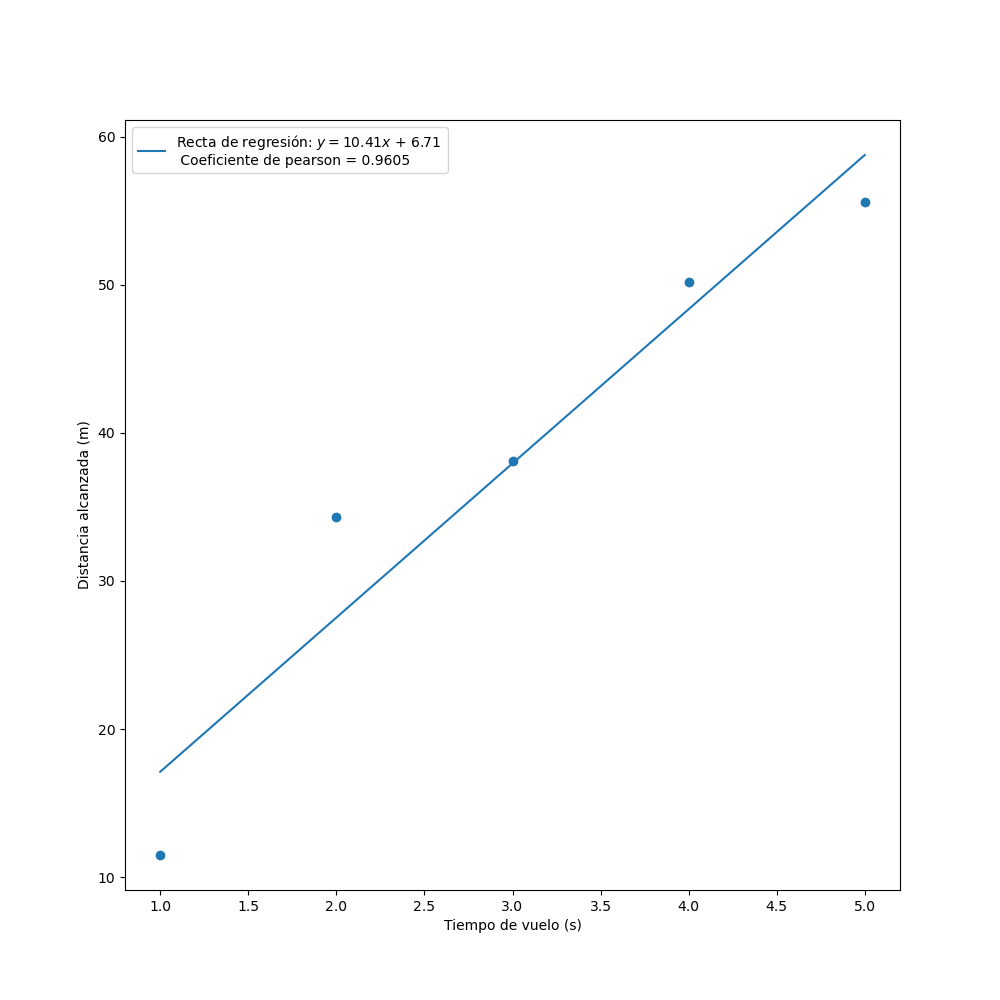 Recta de regresión: y = 10.41x + 6.71
Coeficiente de pearson = 0.9605
60
50
40
30
20
10
Distancia alcanzada (m)
1.0 1.5 2.0 2.5 3.0 3.5 4.0 4.5 5.0
Tiempo de vuelo (s)